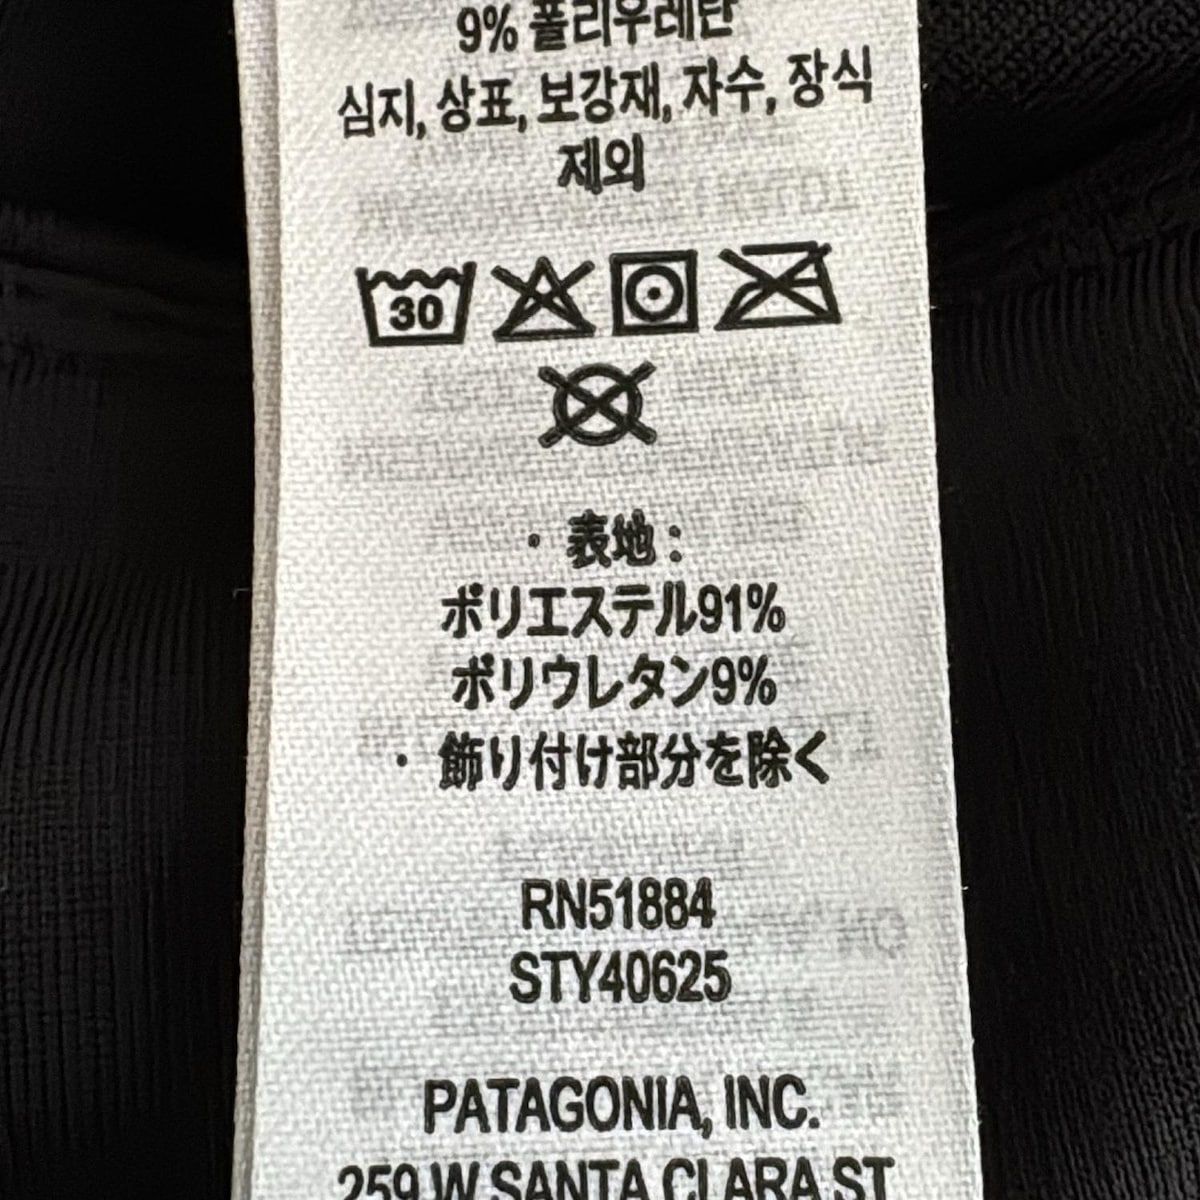 9% 폴리우레탄
심지, 상표, 보강재, 자수, 장식
제외
30
・ 表地 :
ポリエステル91%
ポリウレタン9%
・ 飾り付け部分を除く
RN51884
STY40625
PATAGONIA, INC.
259 W SANTA CLARA ST